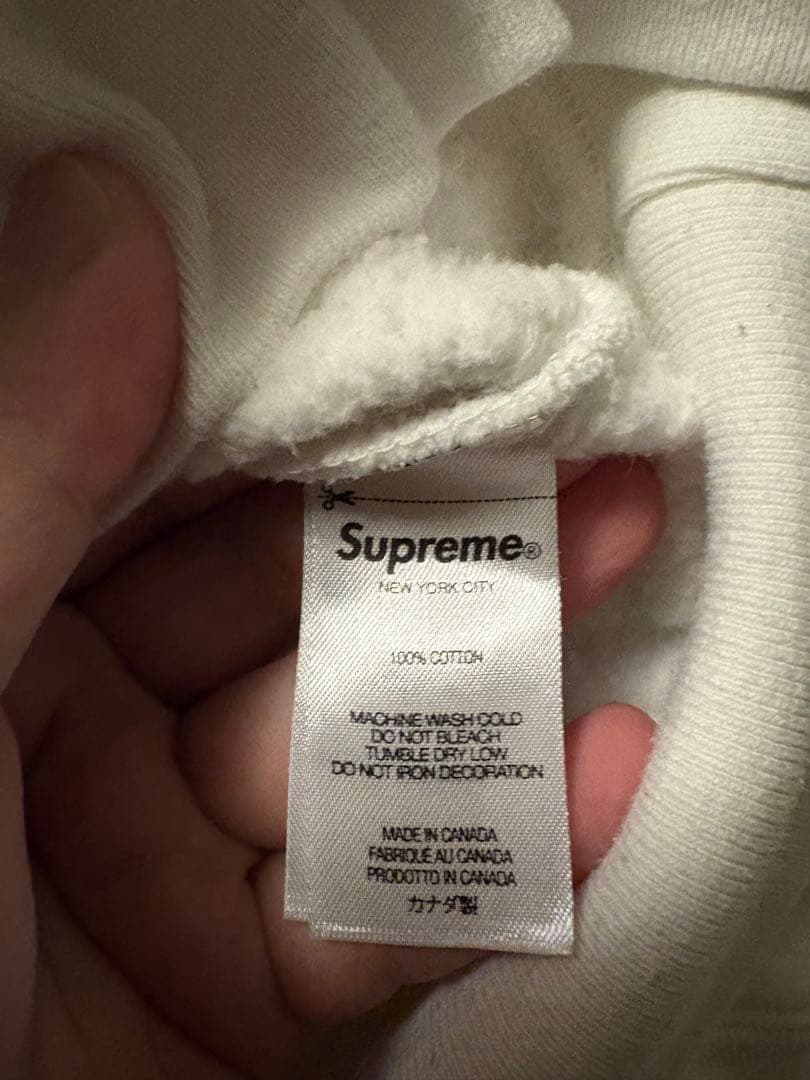 Supreme®
NEW YORK CITY
100% COTTON
MACHINE WASH COLD
DO NOT BLEACH
TUMBLE DRY LOW
DO NOT IRON DECORATION
MADE IN CANADA
FABRIQUE AU CANADA
PRODOTTO IN CANADA
カナダ製